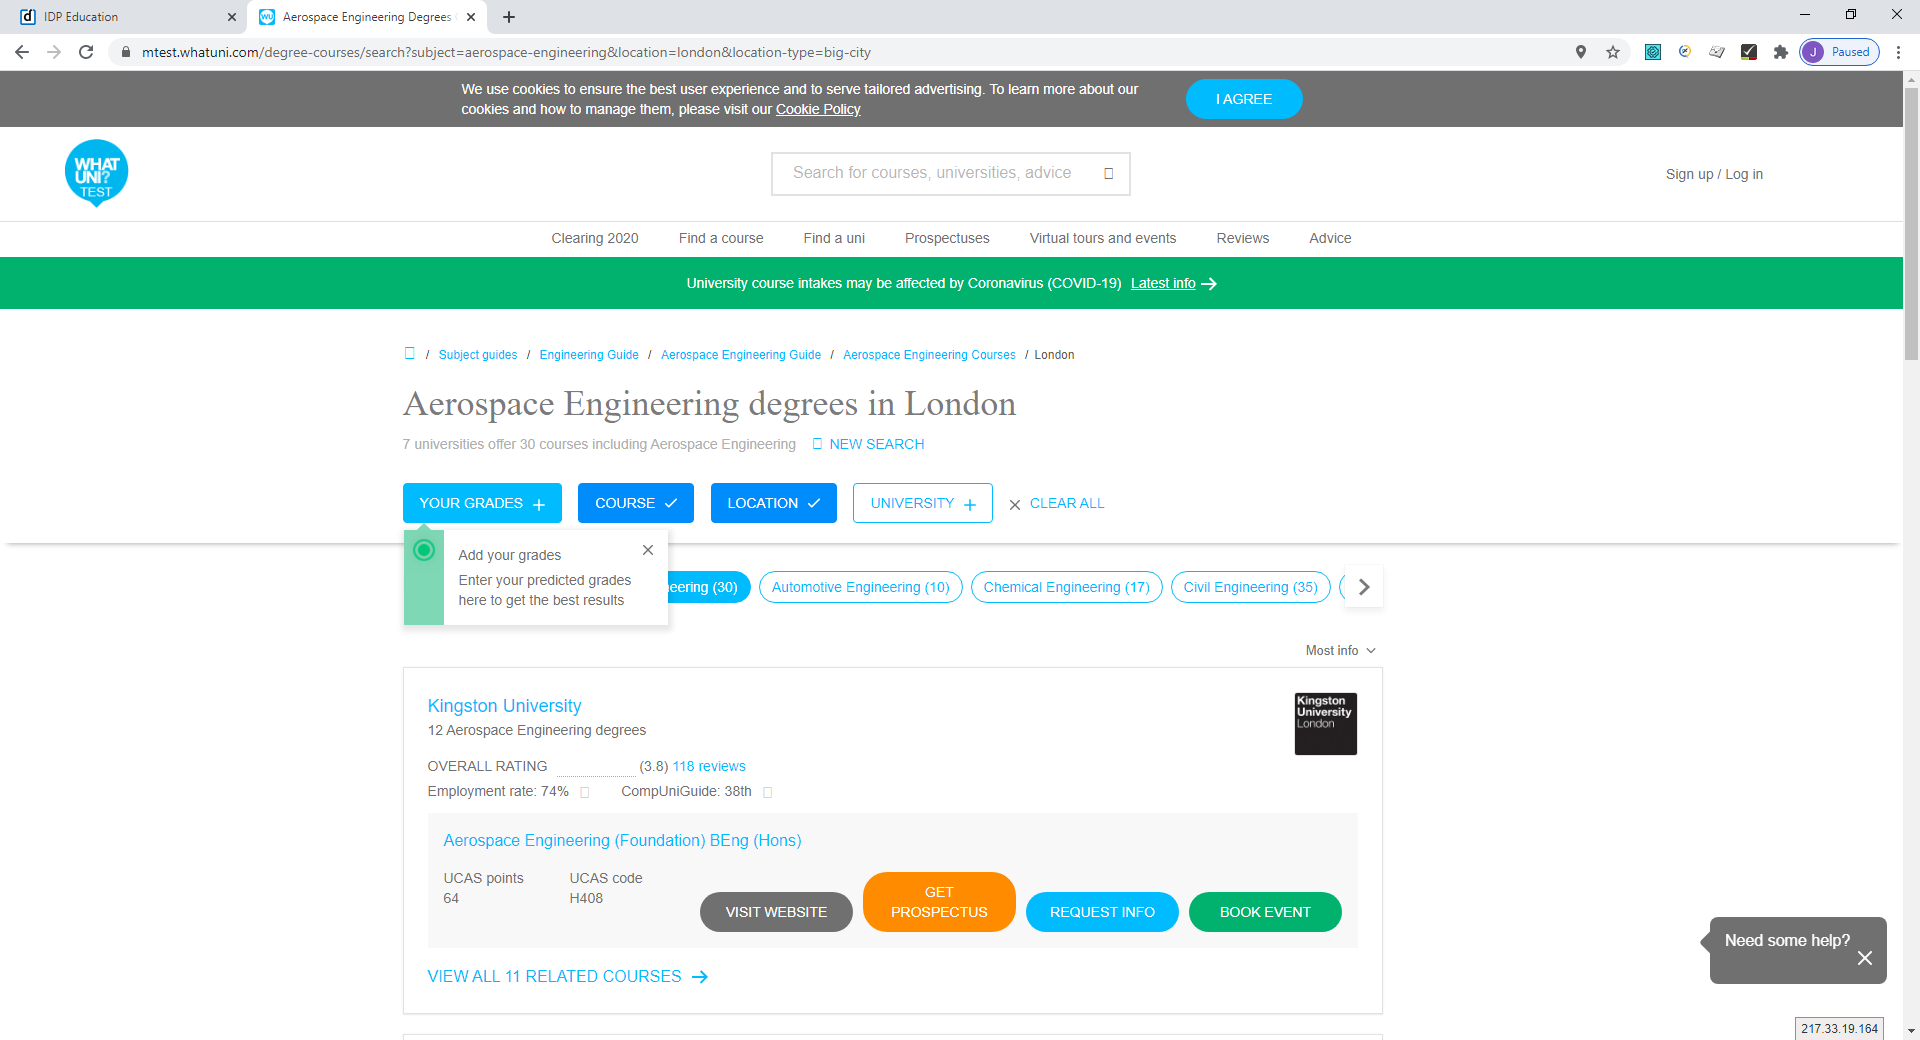 IDP Education
Aerospace Engineering Degrees
mtest.whatuni.com/degree-courses/search?subject=aerospace-engineering&location=london&location-type=big-city
J Paused
We use cookies to ensure the best user experience and to serve tailored advertising. To learn more about our
cookies and how to manage them, please visit our Cookie Policy
I AGREE
WHAT
UNI?
TEST
Search for courses, universities, advice
Sign up / Log in
Clearing 2020 Find a course Find a uni Prospectuses Virtual tours and events Reviews Advice
University course intakes may be affected by Coronavirus (COVID-19) Latest info
/ Subject guides / Engineering Guide / Aerospace Engineering Guide / Aerospace Engineering Courses / London
Aerospace Engineering degrees in London
7 universities offer 30 courses including Aerospace Engineering NEW SEARCH
YOUR GRADES + COURSE LOCATION UNIVERSITY + CLEAR ALL
Add your grades
Enter your predicted grades
here to get the best results
eering (30) Automotive Engineering (10) Chemical Engineering (17) Civil Engineering (35)
Most info
Kingston University
12 Aerospace Engineering degrees
Kingston
University
London
OVERALL RATING (3.8) 118 reviews
Employment rate: 74% CompUniGuide: 38th
Aerospace Engineering (Foundation) BEng (Hons)
UCAS points UCAS code
64 H408
VISIT WEBSITE
GET
PROSPECTUS
REQUEST INFO
BOOK EVENT
VIEW ALL 11 RELATED COURSES
Need some help?
217.33.19.164